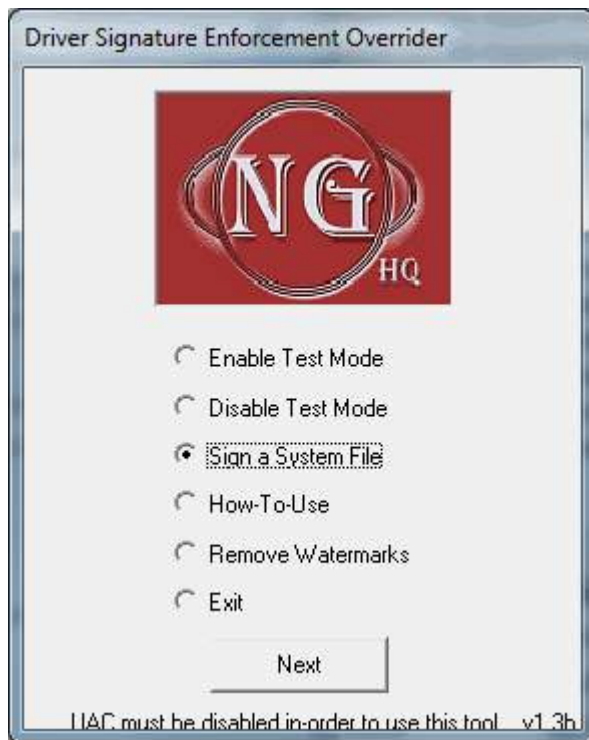 Driver Signature Enforcement Overrider
NG
HQ
Enable Test Mode
Disable Test Mode
Sign a System File
How-To-Use
Remove Watermarks
Exit
Next
UAC must be disabled in-order to use this tool v1.3b